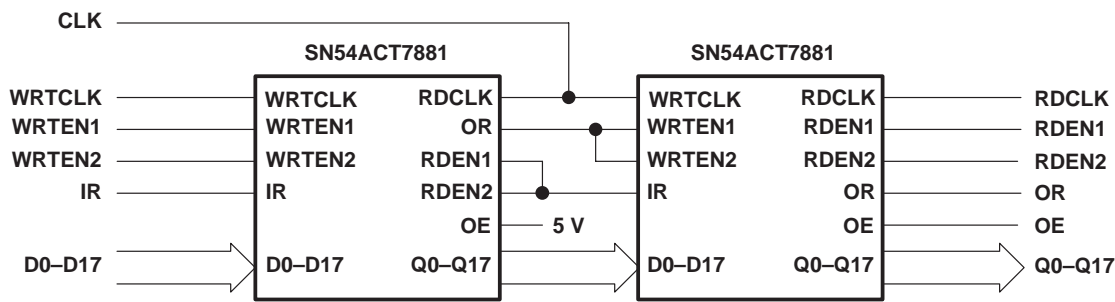 CLK
SN54ACT7881 SN54ACT7881
WRTCLK WRTCLK RDCLK WRTCLK RDCLK RDCLK
WRTEN1 WRTEN1 OR WRTEN1 RDEN1 RDEN1
WRTEN2 WRTEN2 RDEN1 WRTEN2 RDEN2 RDEN2
IR IR RDEN2 IR OR OR
OE 5 V OE OE
D0–D17 D0–D17 Q0–Q17 D0–D17 Q0–Q17 Q0–Q17